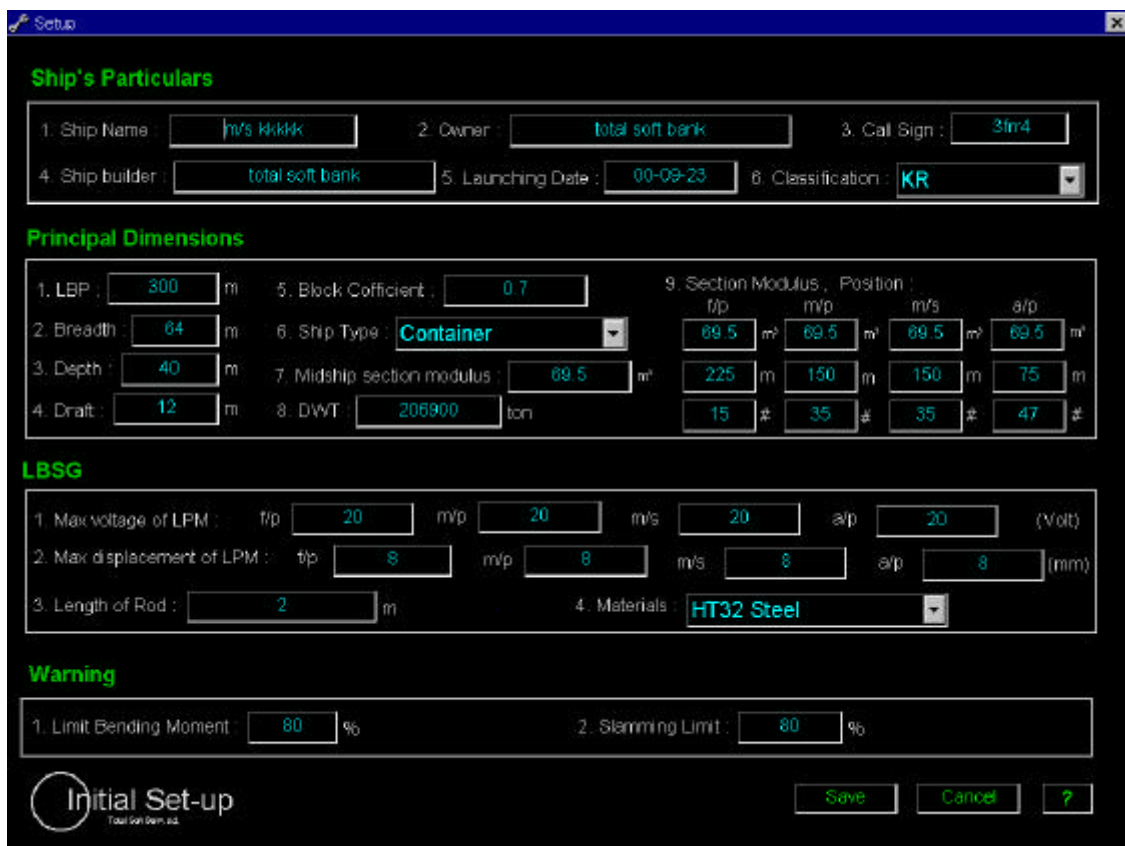 Setup
Ship's Particulars
1. Ship Name : m/s kkkkk 2. Owner : total soft bank 3. Call Sign : 3fm4
4. Ship builder : total soft bank 5. Launching Date : 00-09-23 6. Classification : KR
Principal Dimensions
1. LBP : 300 m 5. Block Cofficient : 0.7 9. Section Modulus , Position :
f/p m/p m/s a/p
2. Breadth : 64 m 6. Ship Type : Container 69.5 m³ 69.5 m³ 69.5 m³ 69.5 m³
3. Depth : 40 m 7. Midship section modulus : 69.5 m³ 225 m 150 m 150 m 75 m
4. Draft : 12 m 8. DWT : 206900 ton 15 # 35 # 35 # 47 #
LBSG
1. Max voltage of LPM : f/p 20 m/p 20 m/s 20 a/p 20 (Volt)
2. Max displacement of LPM : f/p 8 m/p 8 m/s 8 a/p 8 (mm)
3. Length of Rod : 2 m 4. Materials : HT32 Steel
Warning
1. Limit Bending Moment : 80 % 2. Slamming Limit : 80 %
Initial Set-up
Save Cancel ?